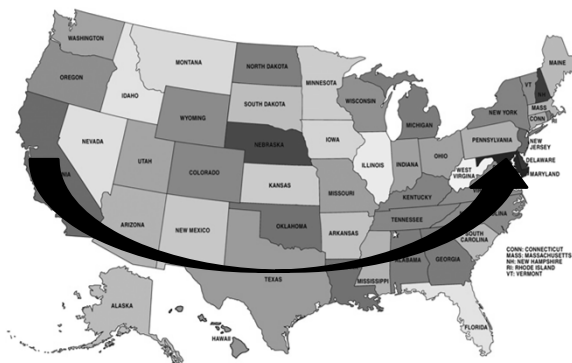 WASHINGTON
OREGON
IDAHO
MONTANA
NORTH DAKOTA
MINNESOTA
SOUTH DAKOTA
WYOMING
NEVADA
UTAH
COLORADO
NEBRASKA
KANSAS
IOWA
WISCONSIN
MICHIGAN
ILLINOIS
INDIANA
OHIO
MISSOURI
KENTUCKY
WEST
VIRGINIA
PENNSYLVANIA
NEW YORK
VT
NH
MAINE
MASS
CONN
RI
NEW
JERSEY
DELAWARE
MARYLAND
ARIZONA
NEW MEXICO
OKLAHOMA
TEXAS
ARKANSAS
TENNESSEE
MISSISSIPPI
ALABAMA
GEORGIA
SOUTH
CAROLINA
FLORIDA
ALASKA
HAWAII
CONN: CONNECTICUT
MASS: MASSACHUSETTS
NH: NEW HAMPSHIRE
RI: RHODE ISLAND
VT: VERMONT